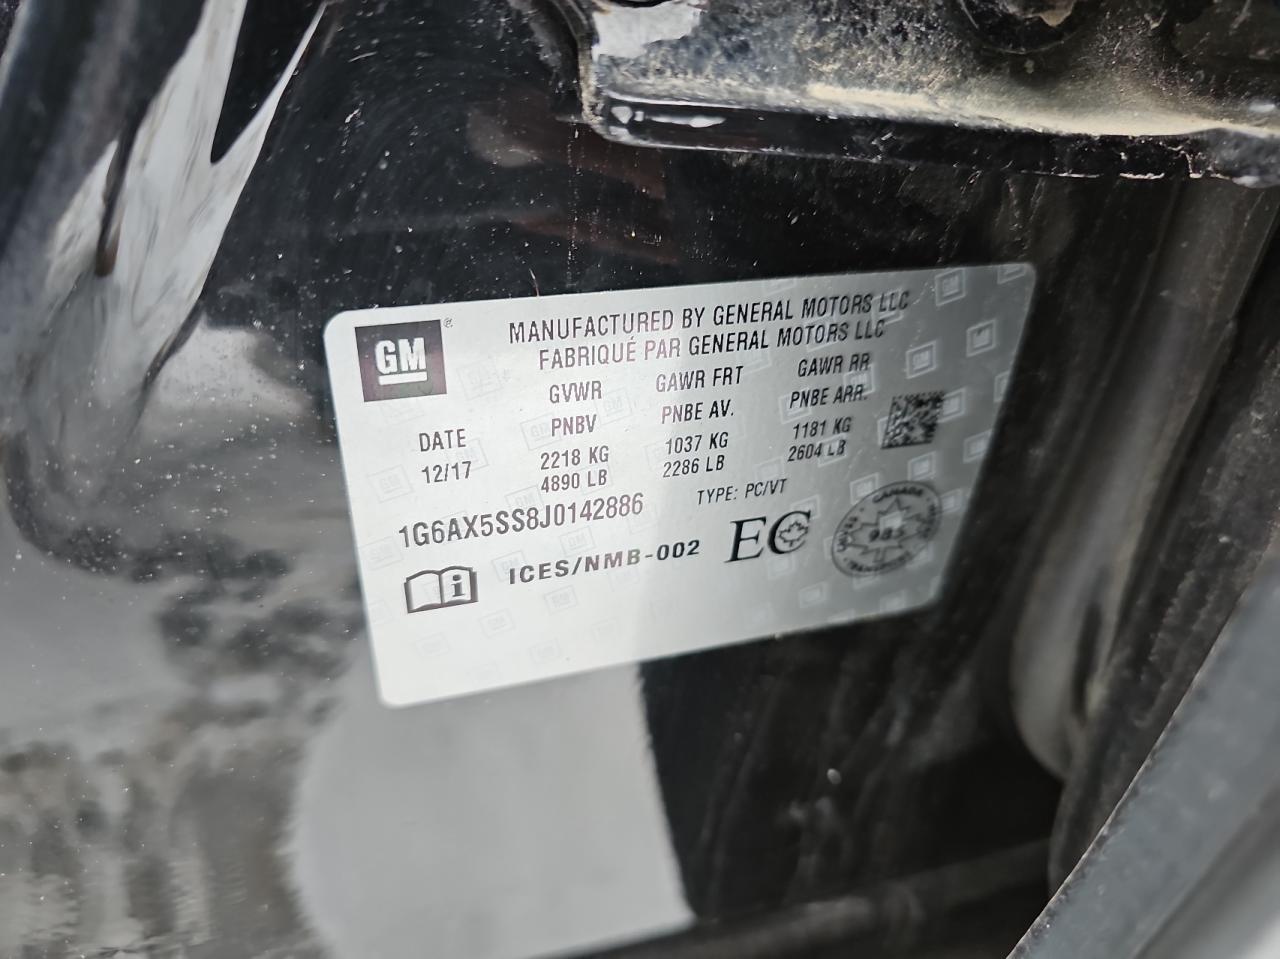 GM ®
MANUFACTURED BY GENERAL MOTORS LLC
FABRIQUÉ PAR GENERAL MOTORS LLC
GVWR GAWR FRT GAWR RR
DATE PNBV PNBE AV. PNBE ARR.
12/17 2218 KG 1037 KG 1181 KG
4890 LB 2286 LB 2604 LB
1G6AX5SS8J0142886 TYPE: PC/VT
i ICES/NMB-002 EC
CANADA